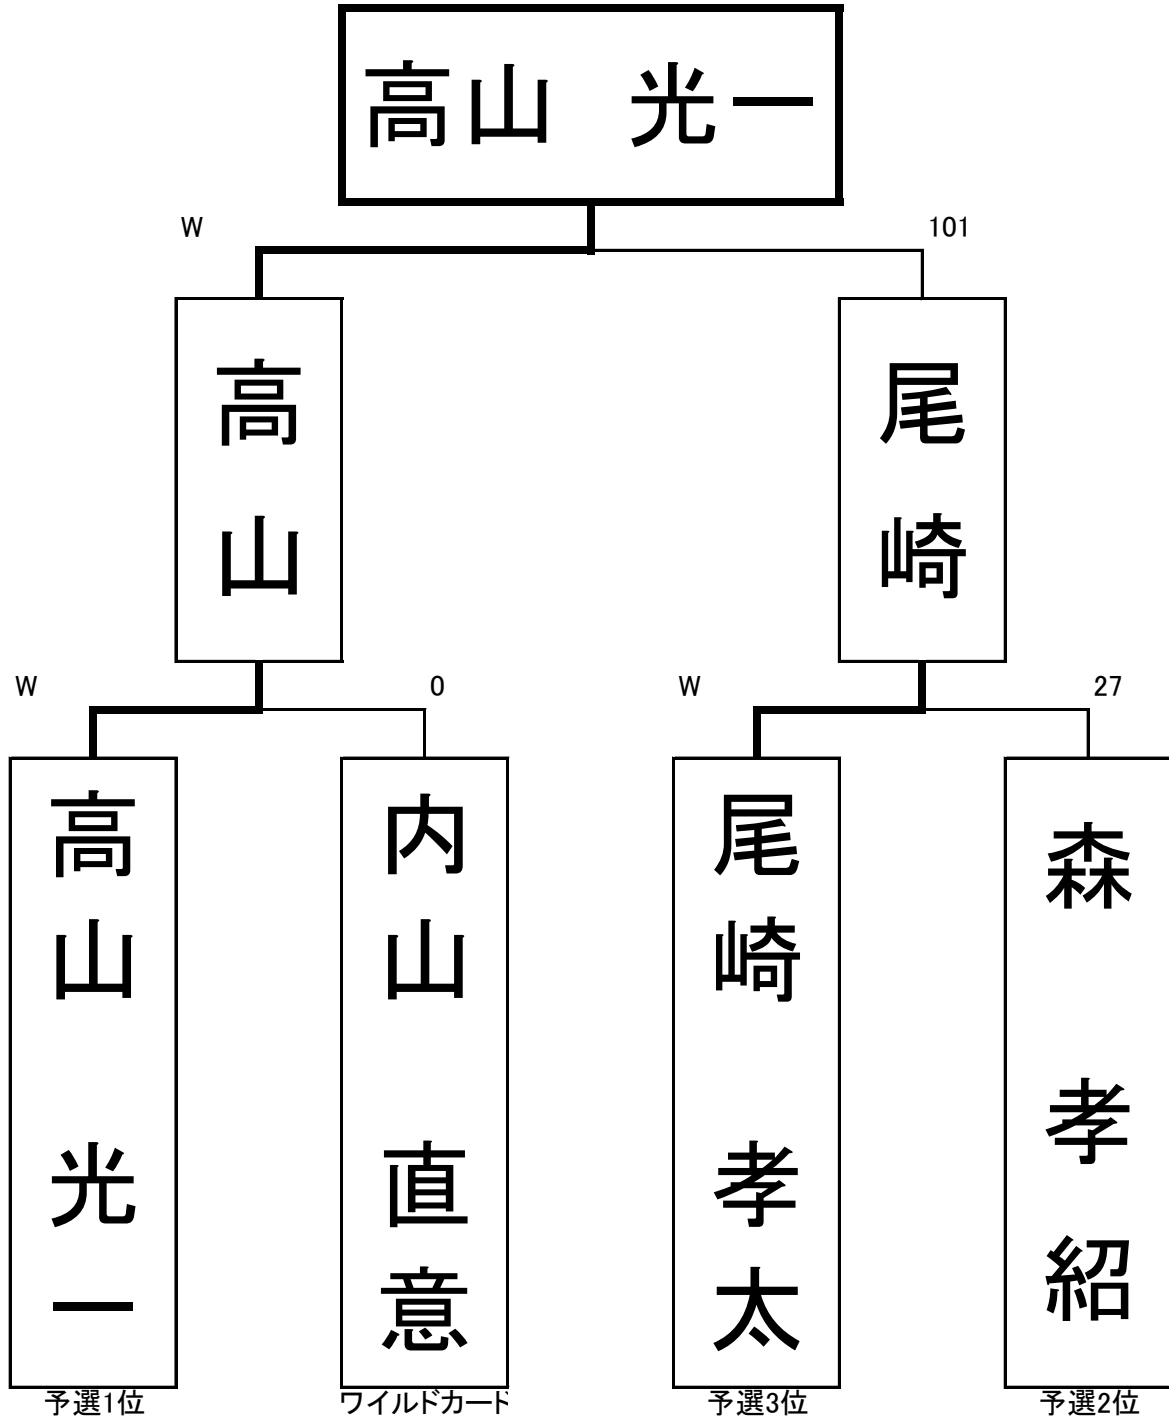 高山　光一
W
101
高山
尾崎
W
0
W
27
高山　光一
内山　直意
尾崎　孝太
森　孝紹
予選1位
ワイルドカード
予選3位
予選2位